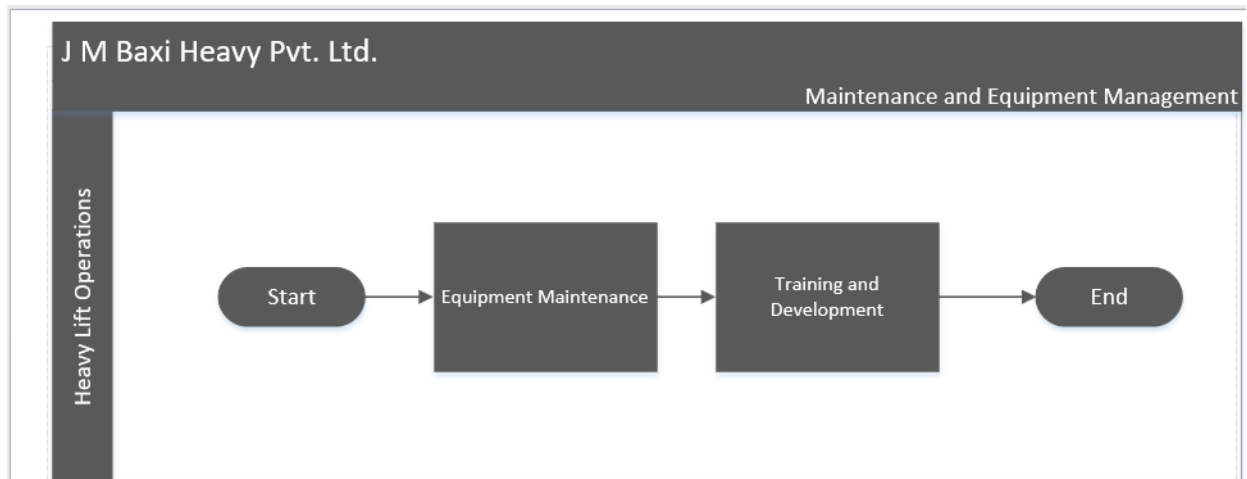 J M Baxi Heavy Pvt. Ltd.
Maintenance and Equipment Management
Heavy Lift Operations
Start
Equipment Maintenance
Training and
Development
End